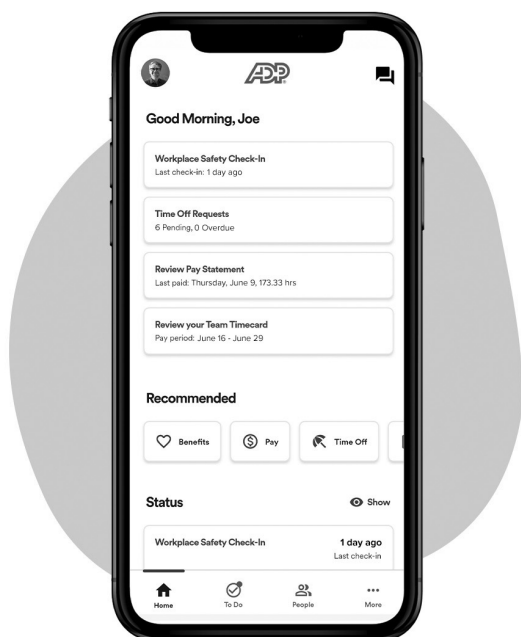 ADP
Good Morning, Joe
Workplace Safety Check-In
Last check-in: 1 day ago
Time Off Requests
6 Pending, 0 Overdue
Review Pay Statement
Last paid: Thursday, June 9, 173.33 hrs
Review your Team Timecard
Pay period: June 16 - June 29
Recommended
Benefits
Pay
Time Off
Status
Show
Workplace Safety Check-In
1 day ago
Last check-in
Home
To Do
People
More